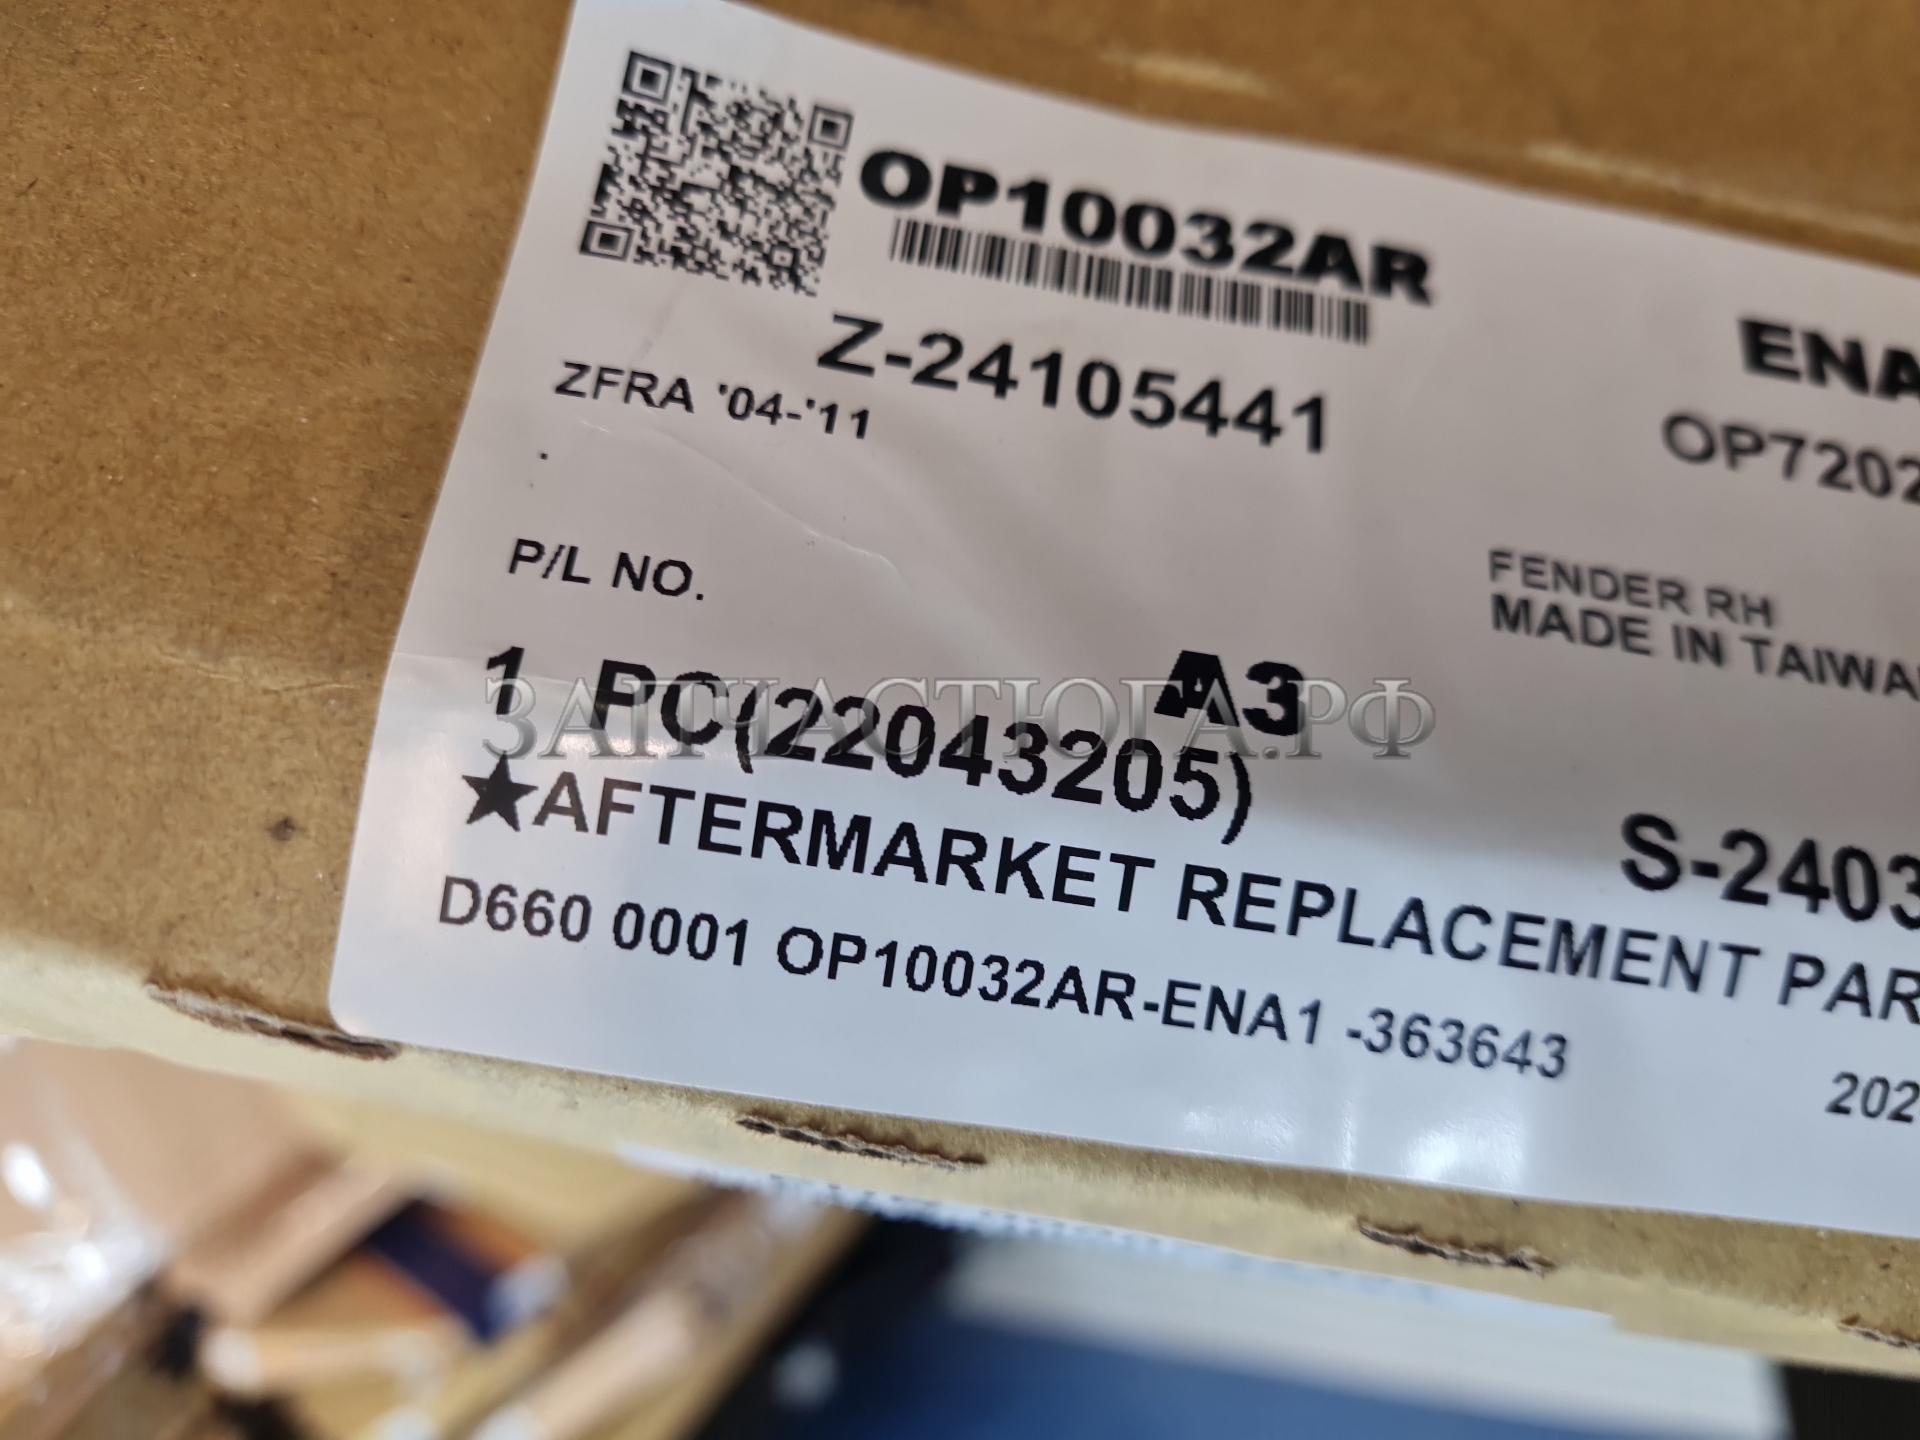 OP10032AR
Z-24105441
ENA
OP7202
ZFRA '04-'11
.
P/L NO.
FENDER RH
MADE IN TAIWA
A3
1 PC(22043205)
ЗАПЧАСТЮГА.РФ
S-2403
★AFTERMARKET REPLACEMENT PAR
D660 0001 OP10032AR-ENA1 -363643
202